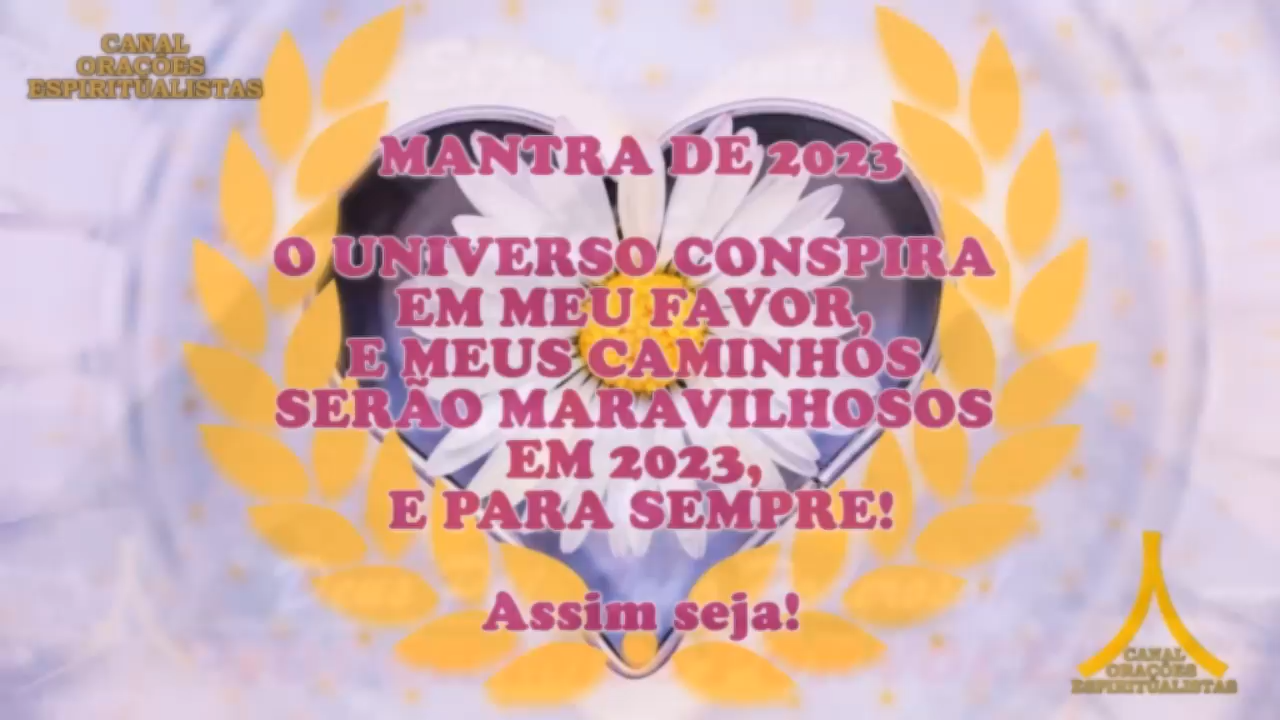 CANAL
ORAÇÕES
ESPIRITUALISTAS
MANTRA DE 2023
O UNIVERSO CONSPIRA
EM MEU FAVOR,
E MEUS CAMINHOS
SERÃO MARAVILHOSOS
EM 2023,
E PARA SEMPRE!
Assim seja!
CANAL
ORAÇÕES
ESPIRITUALISTAS